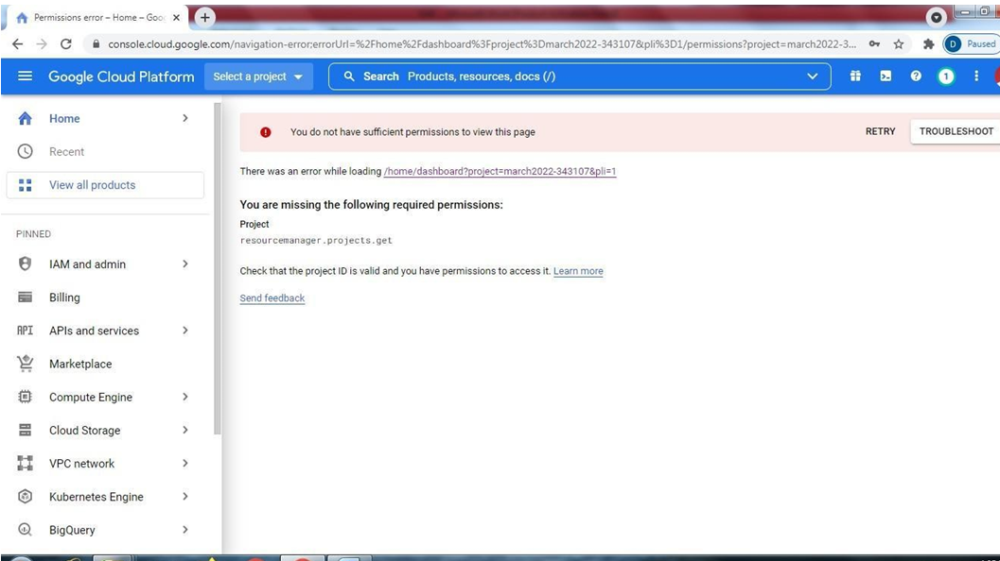 Permissions error – Home – Goo
console.cloud.google.com/navigation-error;errorUrl=%2Fhome%2Fdashboard%3Fproject%3Dmarch2022-343107&pli%3D1/permissions?project=march2022-3...
D Paused
Google Cloud Platform
Select a project
Search Products, resources, docs (/)
1
Home
Recent
View all products
PINNED
IAM and admin
Billing
API APIs and services
Marketplace
Compute Engine
Cloud Storage
VPC network
Kubernetes Engine
BigQuery
You do not have sufficient permissions to view this page
RETRY
TROUBLESHOOT
There was an error while loading /home/dashboard?project=march2022-343107&pli=1
You are missing the following required permissions:
Project
resourcemanager.projects.get
Check that the project ID is valid and you have permissions to access it. Learn more
Send feedback